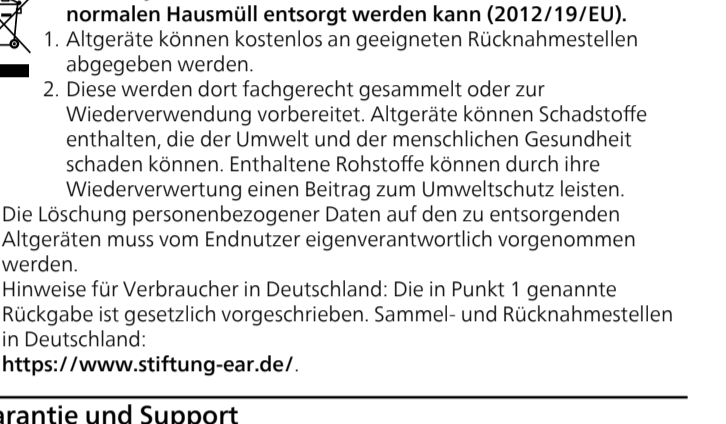 normalen Hausmüll entsorgt werden kann (2012/19/EU).
1. Altgeräte können kostenlos an geeigneten Rücknahmestellen
abgegeben werden.
2. Diese werden dort fachgerecht gesammelt oder zur
Wiederverwendung vorbereitet. Altgeräte können Schadstoffe
enthalten, die der Umwelt und der menschlichen Gesundheit
schaden können. Enthaltene Rohstoffe können durch ihre
Wiederverwertung einen Beitrag zum Umweltschutz leisten.
Die Löschung personenbezogener Daten auf den zu entsorgenden
Altgeräten muss vom Endnutzer eigenverantwortlich vorgenommen
werden.
Hinweise für Verbraucher in Deutschland: Die in Punkt 1 genannte
Rückgabe ist gesetzlich vorgeschrieben. Sammel- und Rücknahmestellen
in Deutschland:
https://www.stiftung-ear.de/.
arantie und Support